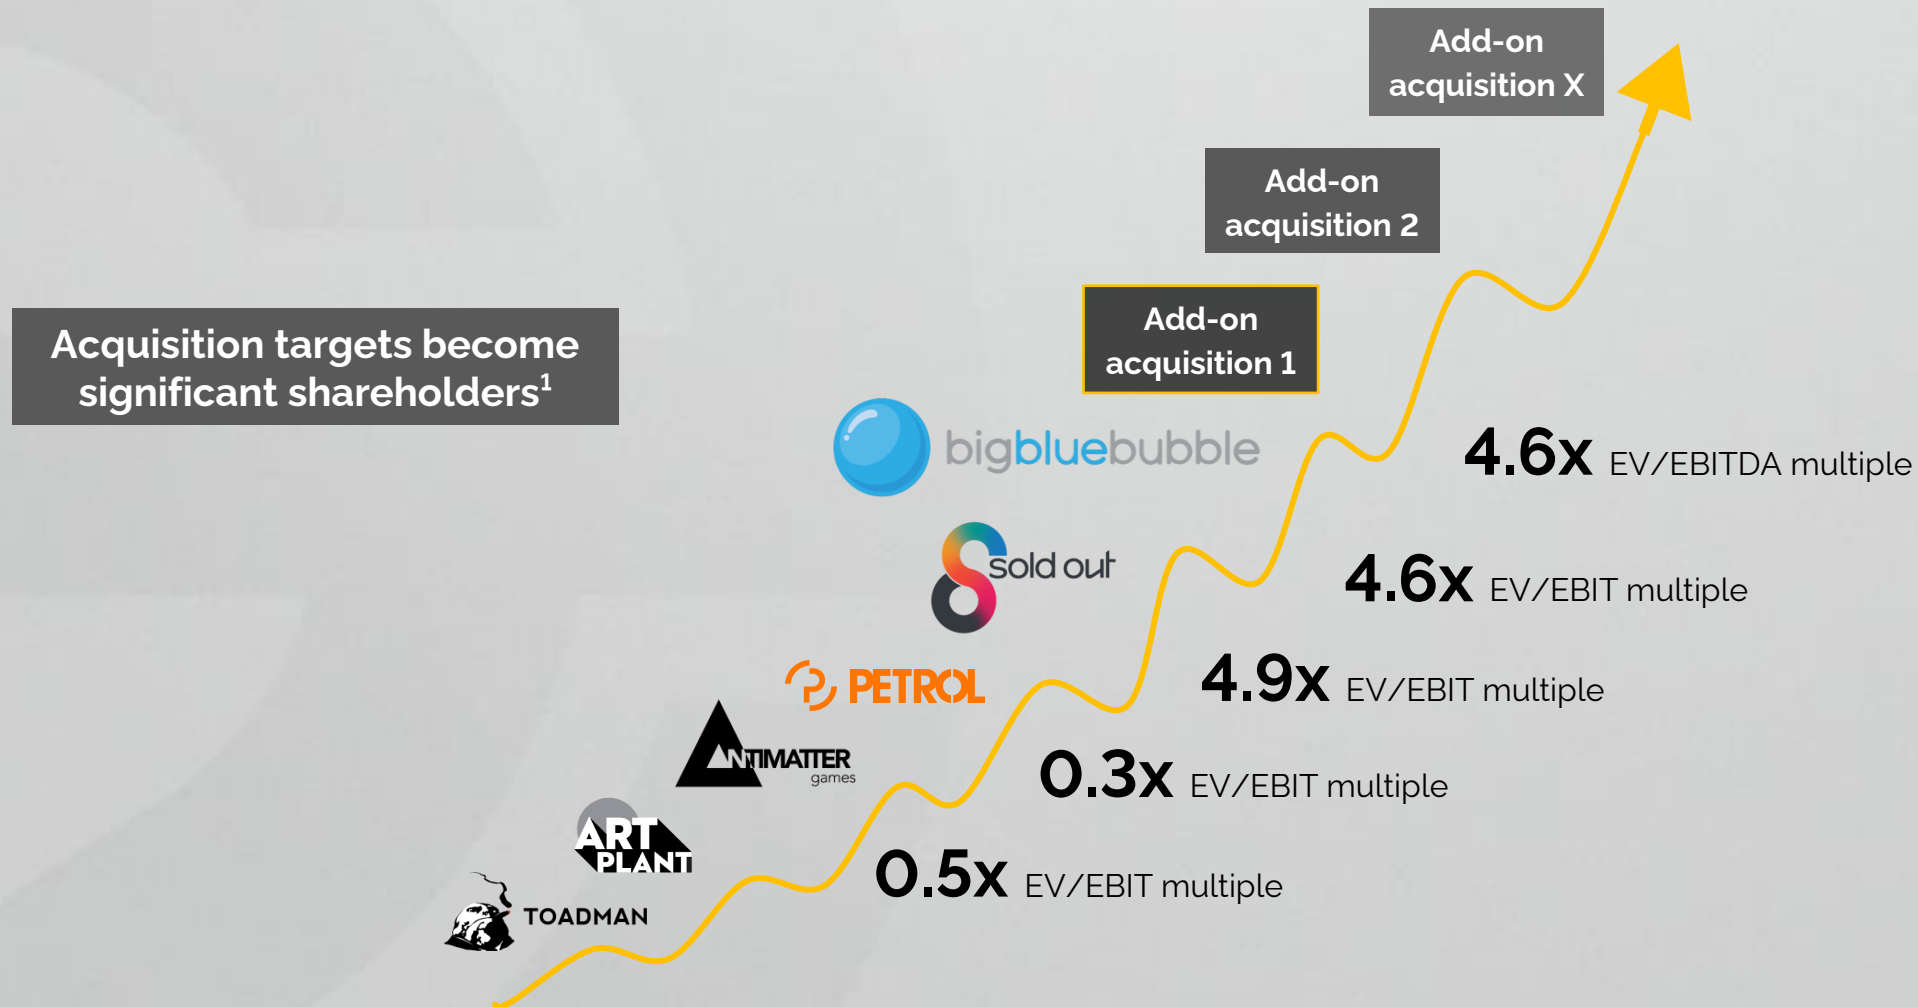 Add-on
acquisition X
Add-on
acquisition 2
Add-on
acquisition 1
Acquisition targets become
significant shareholders¹
bigbluebubble
4.6x EV/EBITDA multiple
sold out
4.6x EV/EBIT multiple
PETROL
4.9x EV/EBIT multiple
ANTIMATTER
games
0.3x EV/EBIT multiple
ART
PLANT
0.5x EV/EBIT multiple
TOADMAN